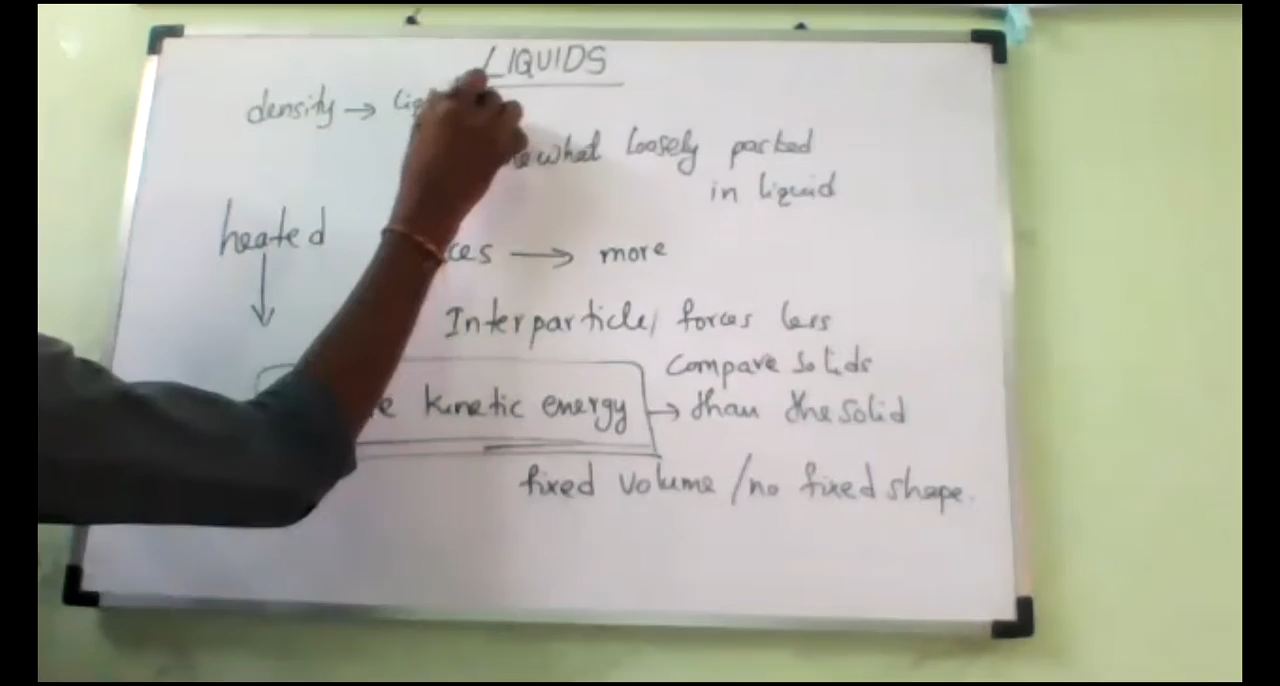 LIQUIDS
density →
loosely packed
in liquid
heated
→ more
↓
Interparticle/ forces less
compare solids
kinetic energy → than the solid
fixed volume / no fixed shape.